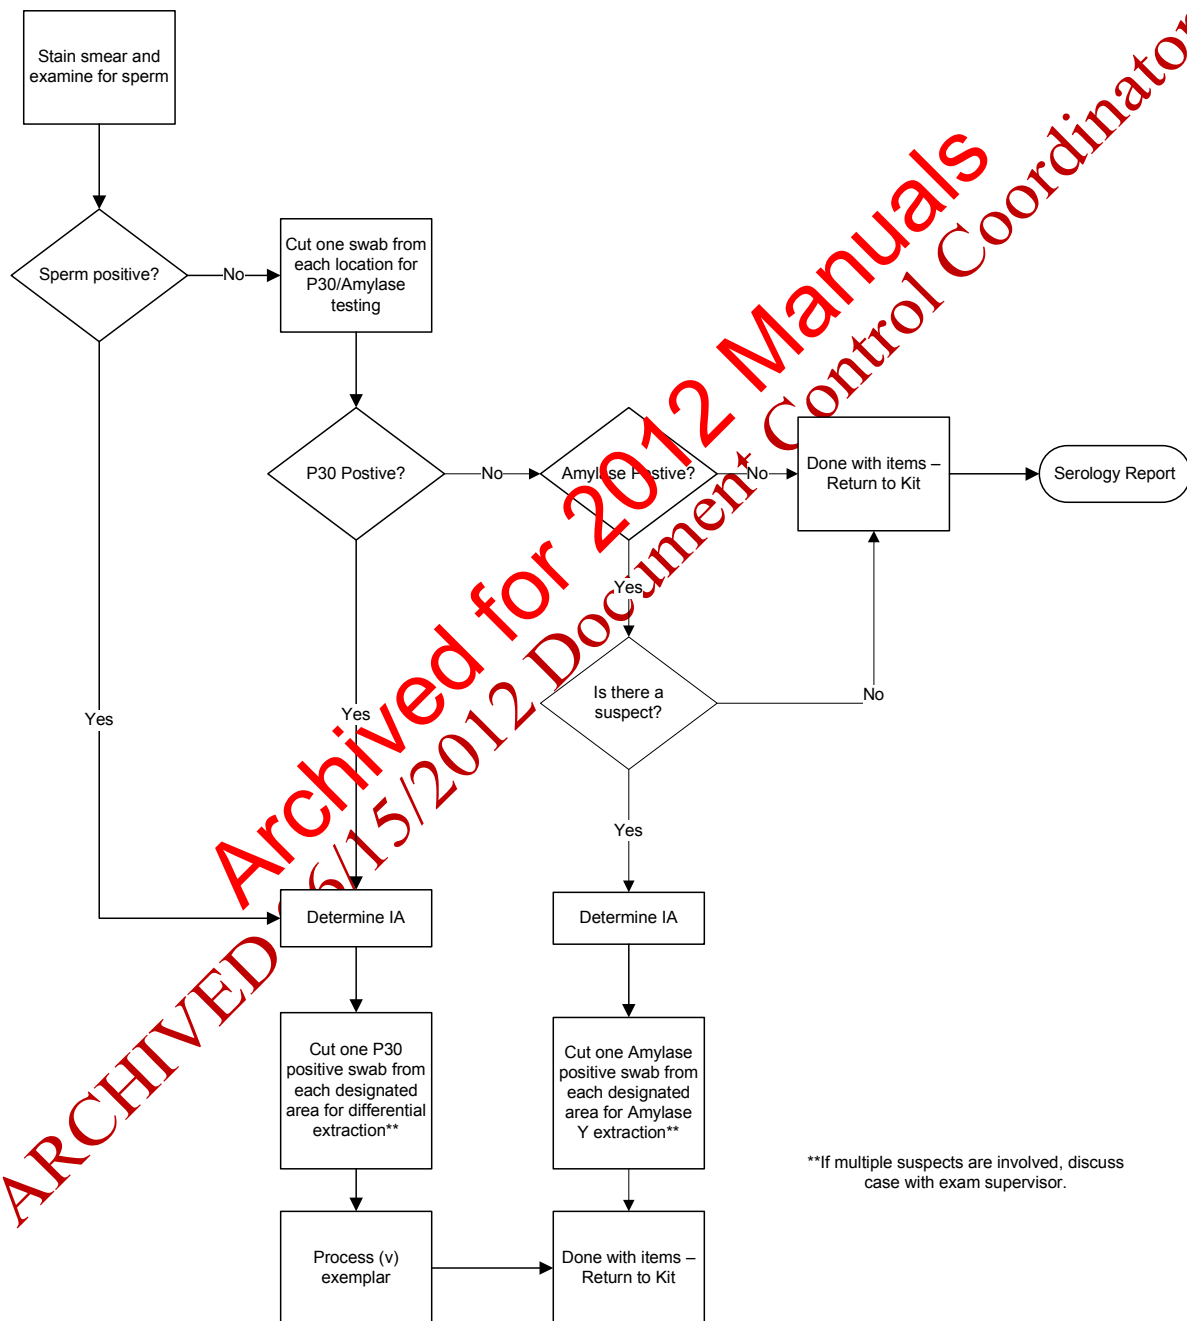 Stain smear and
examine for sperm
Sperm positive?
No
Cut one swab from
each location for
P30/Amylase
testing
P30 Postive?
No
Amylase Postive?
No
Done with items –
Return to Kit
Serology Report
Yes
Is there a
suspect?
No
Yes
Yes
Yes
Determine IA
Determine IA
Cut one P30
positive swab from
each designated
area for differential
extraction**
Cut one Amylase
positive swab from
each designated
area for Amylase
Y extraction**
**If multiple suspects are involved, discuss
case with exam supervisor.
Process (v)
exemplar
Done with items –
Return to Kit
Archived for 2012 Manuals
ARCHIVED 6/15/2012 Document Control Coordinator